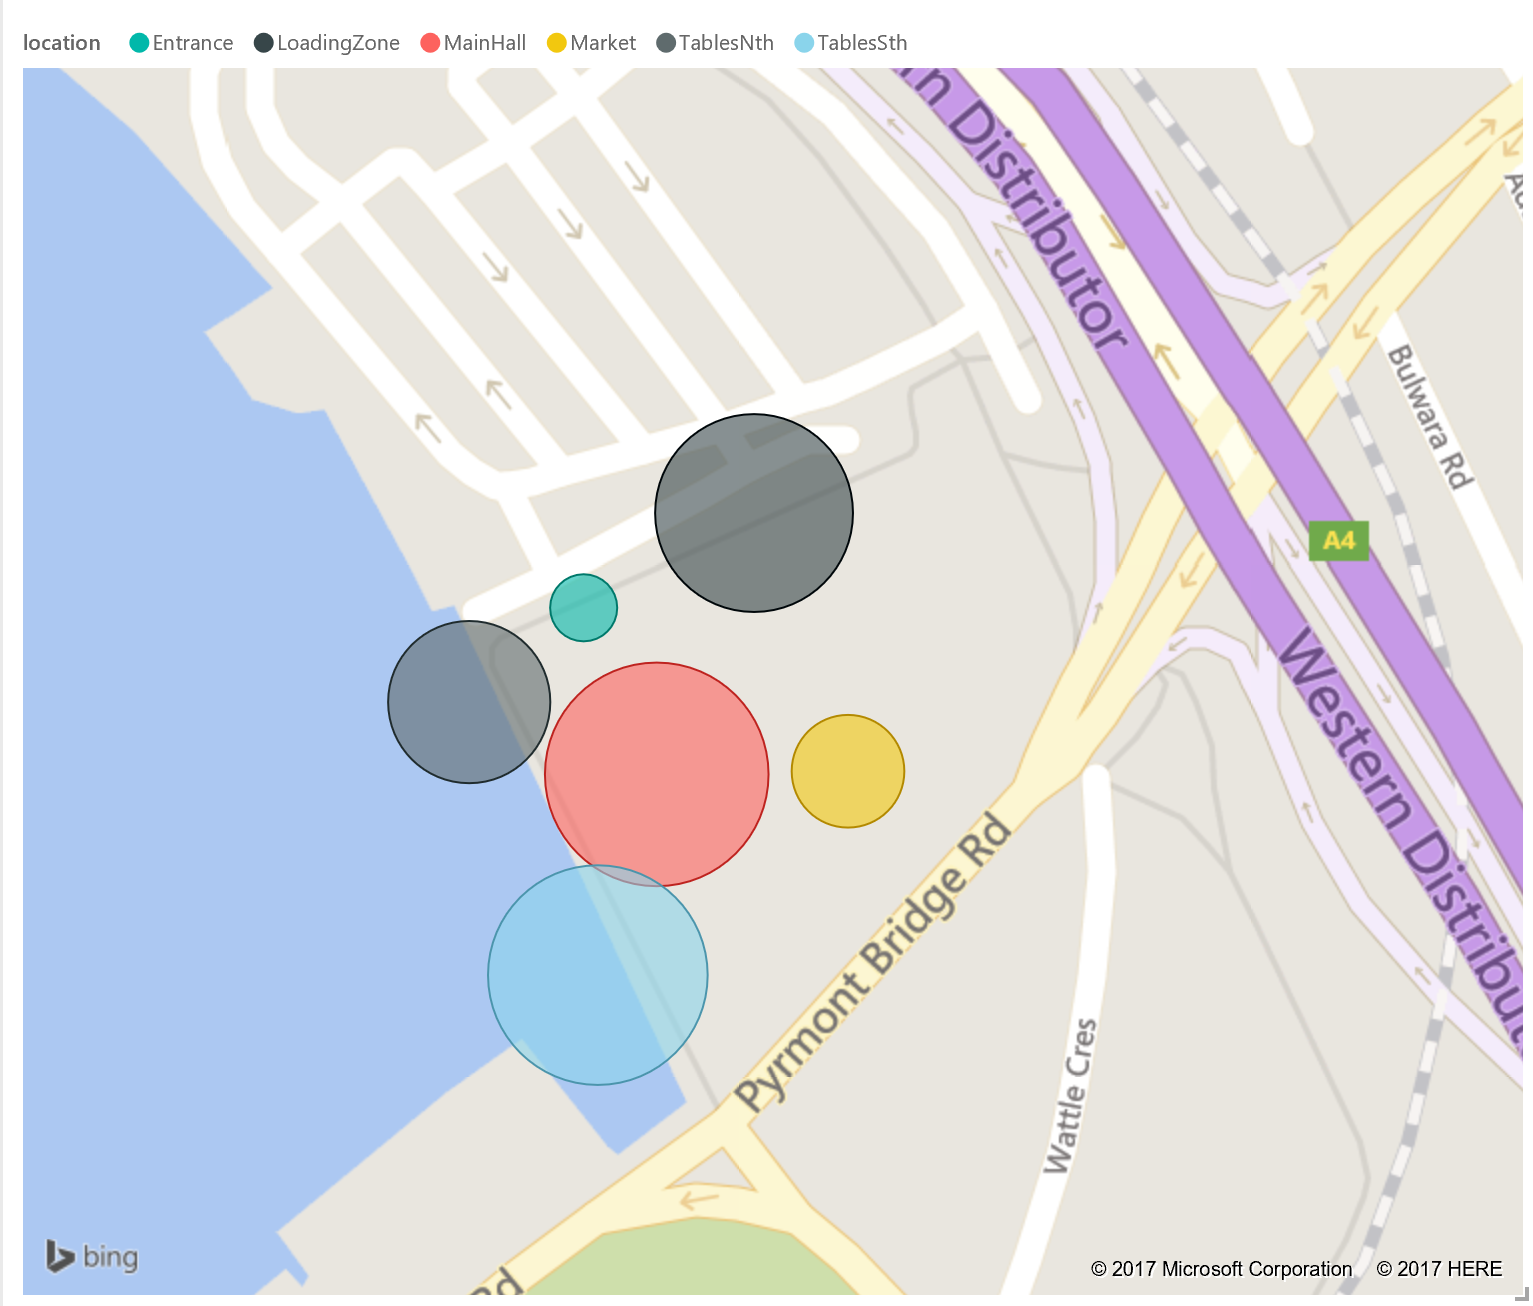 location Entrance LoadingZone MainHall Market TablesNth TablesSth
Distributor
Bulwara Rd
A4
Western
Pyrmont Bridge Rd
Wattle Cres
Rd
bing
© 2017 Microsoft Corporation © 2017 HERE